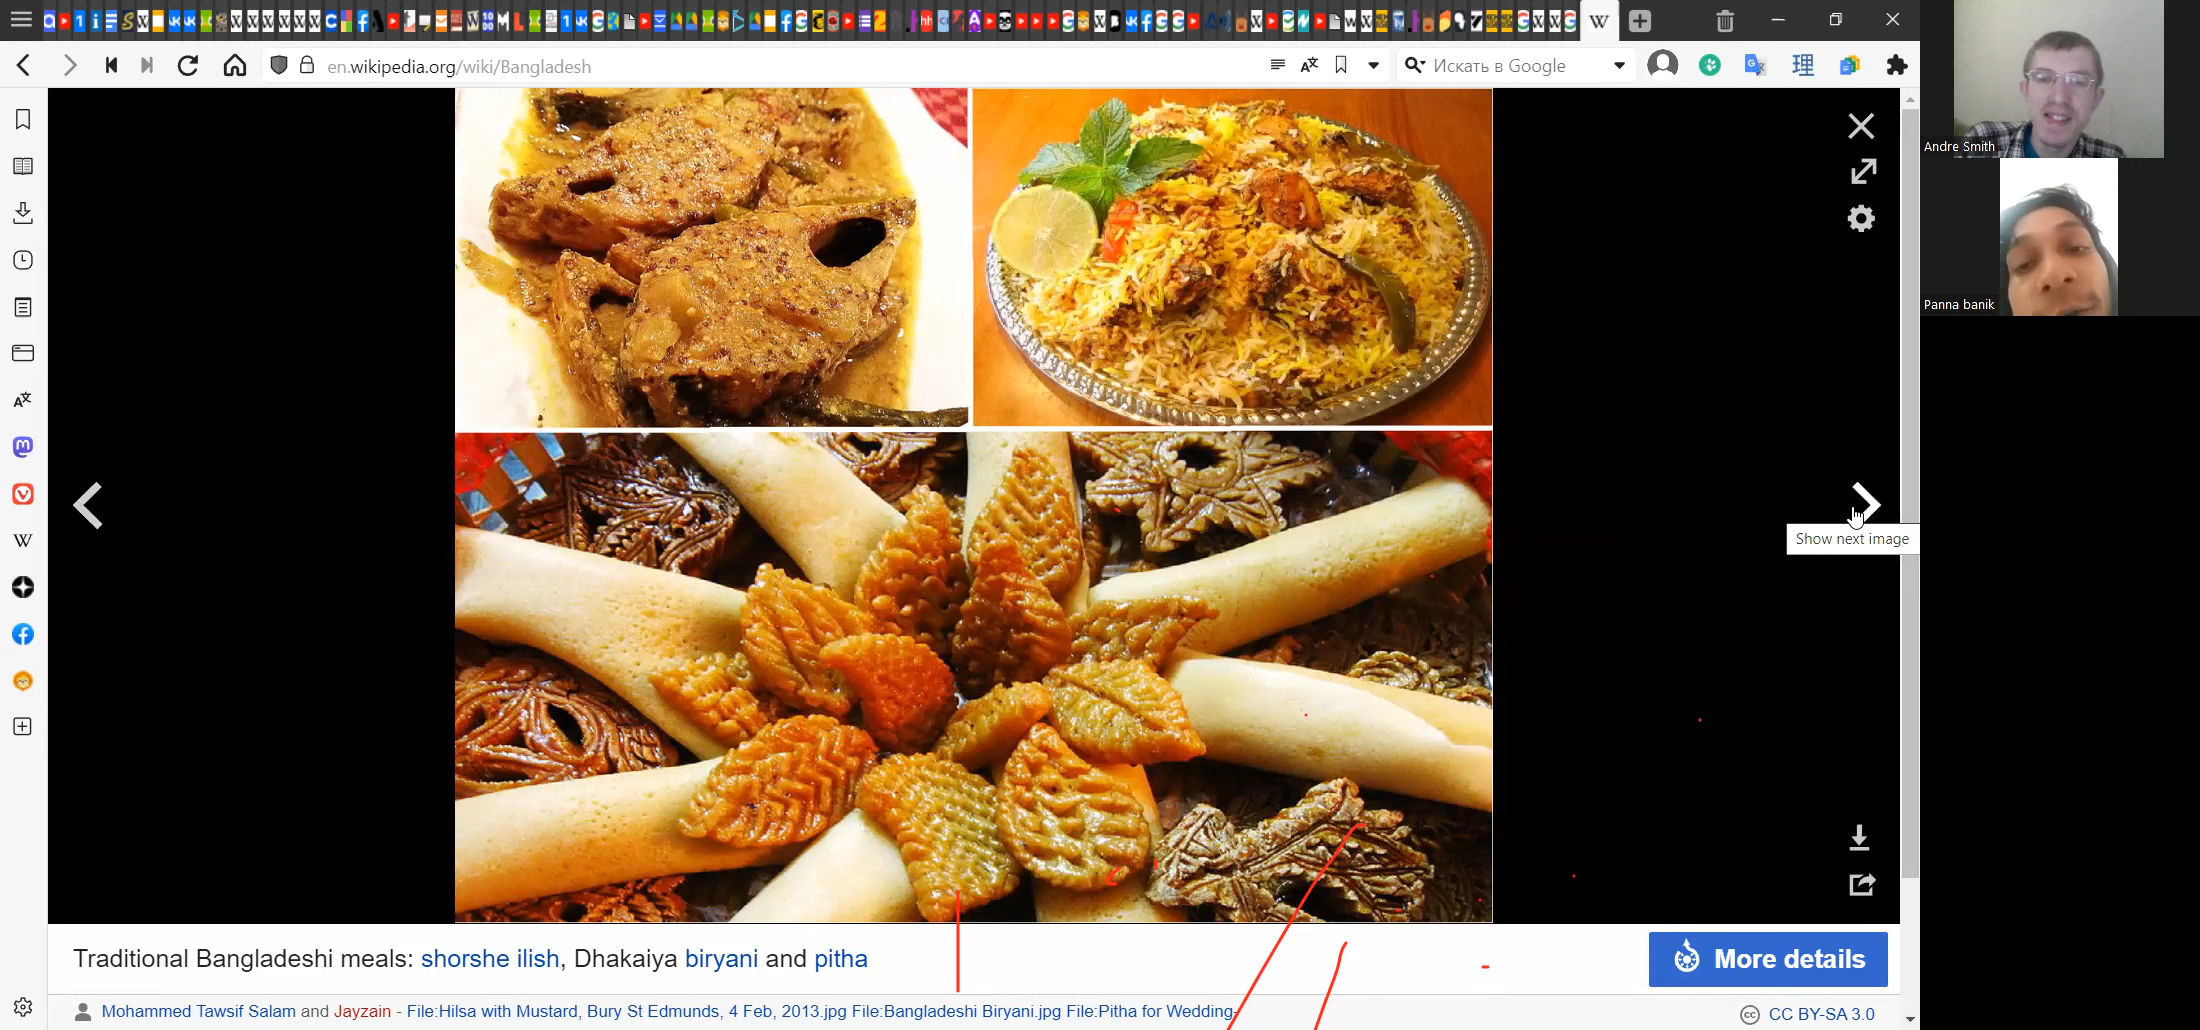 en.wikipedia.org/wiki/Bangladesh
Искать в Google
Andre Smith
Panna banik
Show next image
Traditional Bangladeshi meals: shorshe ilish, Dhakaiya biryani and pitha
More details
Mohammed Tawsif Salam and Jayzain - File:Hilsa with Mustard, Bury St Edmunds, 4 Feb, 2013.jpg File:Bangladeshi Biryani.jpg File:Pitha for Wedding-
CC BY-SA 3.0